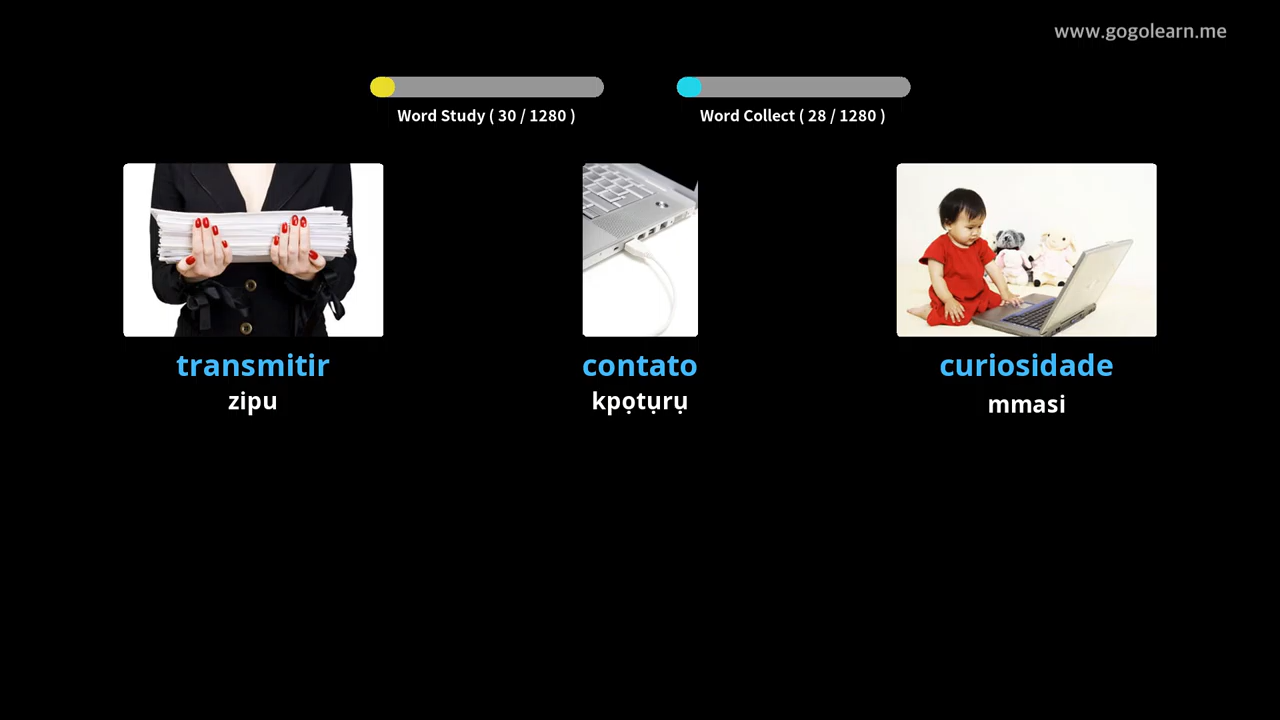 www.gogolearn.me
Word Study ( 30 / 1280 )
Word Collect ( 28 / 1280 )
transmitir
zipu
contato
kpọtụrụ
curiosidade
mmasi